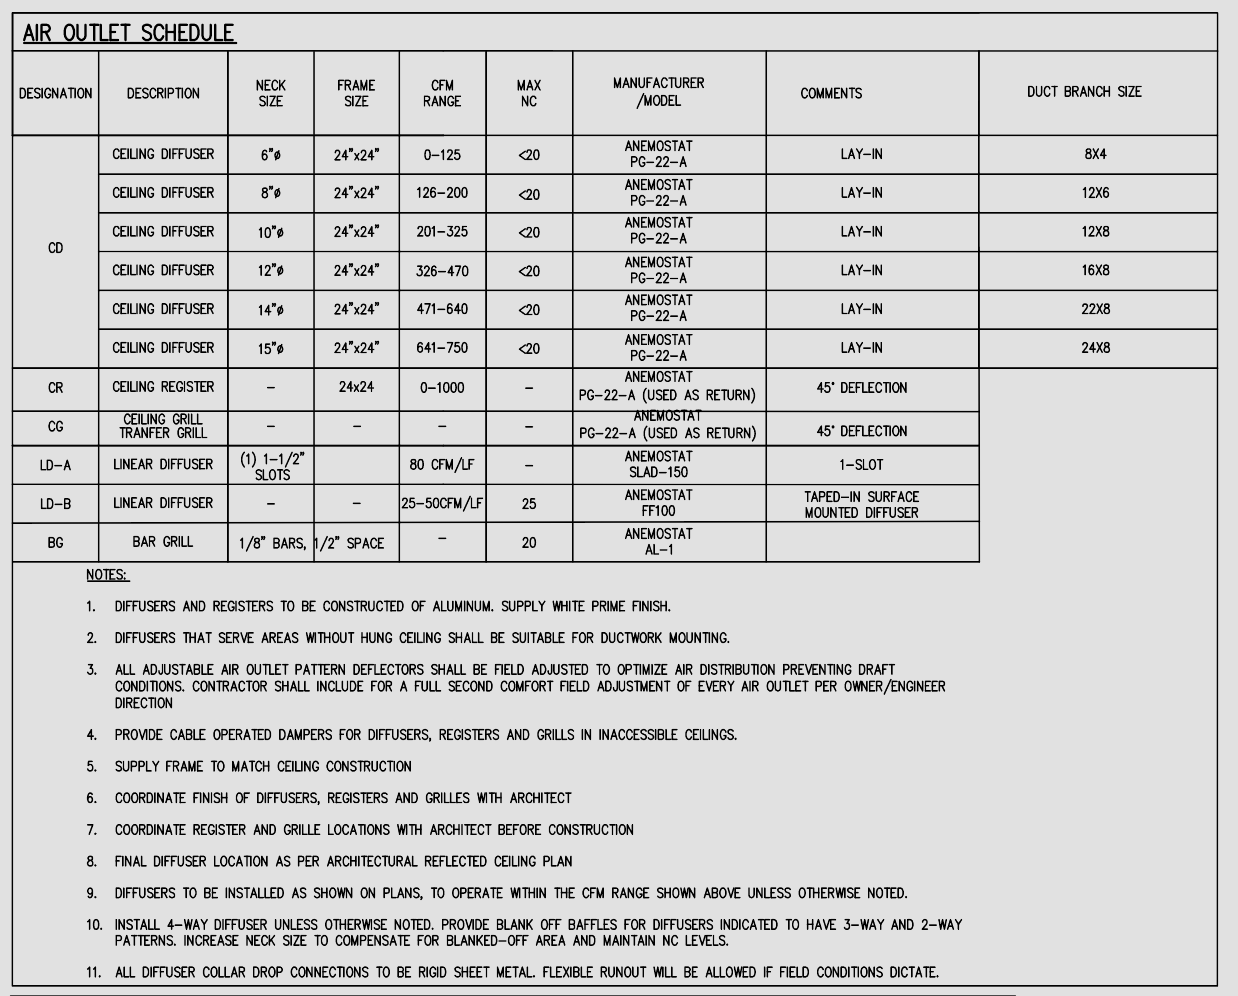 AIR OUTLET SCHEDULE
DESIGNATION DESCRIPTION NECK SIZE FRAME SIZE CFM RANGE MAX NC MANUFACTURER /MODEL COMMENTS DUCT BRANCH SIZE
CD
CEILING DIFFUSER 6"ø 24"x24" 0-125 <20 ANEMOSTAT PG-22-A LAY-IN 8X4
CEILING DIFFUSER 8"ø 24"x24" 126-200 <20 ANEMOSTAT PG-22-A LAY-IN 12X6
CEILING DIFFUSER 10"ø 24"x24" 201-325 <20 ANEMOSTAT PG-22-A LAY-IN 12X8
CEILING DIFFUSER 12"ø 24"x24" 326-470 <20 ANEMOSTAT PG-22-A LAY-IN 16X8
CEILING DIFFUSER 14"ø 24"x24" 471-640 <20 ANEMOSTAT PG-22-A LAY-IN 22X8
CEILING DIFFUSER 15"ø 24"x24" 641-750 <20 ANEMOSTAT PG-22-A LAY-IN 24X8
CR CEILING REGISTER - 24x24 0-1000 - ANEMOSTAT PG-22-A (USED AS RETURN) 45° DEFLECTION
CG CEILING GRILL TRANFER GRILL - - - - ANEMOSTAT PG-22-A (USED AS RETURN) 45° DEFLECTION
LD-A LINEAR DIFFUSER (1) 1-1/2" SLOTS 80 CFM/LF - ANEMOSTAT SLAD-150 1-SLOT
LD-B LINEAR DIFFUSER - - 25-50CFM/LF 25 ANEMOSTAT FF100 TAPED-IN SURFACE MOUNTED DIFFUSER
BG BAR GRILL 1/8" BARS, 1/2" SPACE - 20 ANEMOSTAT AL-1
NOTES:
1. DIFFUSERS AND REGISTERS TO BE CONSTRUCTED OF ALUMINUM. SUPPLY WHITE PRIME FINISH.
2. DIFFUSERS THAT SERVE AREAS WITHOUT HUNG CEILING SHALL BE SUITABLE FOR DUCTWORK MOUNTING.
3. ALL ADJUSTABLE AIR OUTLET PATTERN DEFLECTORS SHALL BE FIELD ADJUSTED TO OPTIMIZE AIR DISTRIBUTION PREVENTING DRAFT
CONDITIONS. CONTRACTOR SHALL INCLUDE FOR A FULL SECOND COMFORT FIELD ADJUSTMENT OF EVERY AIR OUTLET PER OWNER/ENGINEER
DIRECTION
4. PROVIDE CABLE OPERATED DAMPERS FOR DIFFUSERS, REGISTERS AND GRILLS IN INACCESSIBLE CEILINGS.
5. SUPPLY FRAME TO MATCH CEILING CONSTRUCTION
6. COORDINATE FINISH OF DIFFUSERS, REGISTERS AND GRILLES WITH ARCHITECT
7. COORDINATE REGISTER AND GRILLE LOCATIONS WITH ARCHITECT BEFORE CONSTRUCTION
8. FINAL DIFFUSER LOCATION AS PER ARCHITECTURAL REFLECTED CEILING PLAN
9. DIFFUSERS TO BE INSTALLED AS SHOWN ON PLANS, TO OPERATE WITHIN THE CFM RANGE SHOWN ABOVE UNLESS OTHERWISE NOTED.
10. INSTALL 4-WAY DIFFUSER UNLESS OTHERWISE NOTED. PROVIDE BLANK OFF BAFFLES FOR DIFFUSERS INDICATED TO HAVE 3-WAY AND 2-WAY
PATTERNS. INCREASE NECK SIZE TO COMPENSATE FOR BLANKED-OFF AREA AND MAINTAIN NC LEVELS.
11. ALL DIFFUSER COLLAR DROP CONNECTIONS TO BE RIGID SHEET METAL. FLEXIBLE RUNOUT WILL BE ALLOWED IF FIELD CONDITIONS DICTATE.